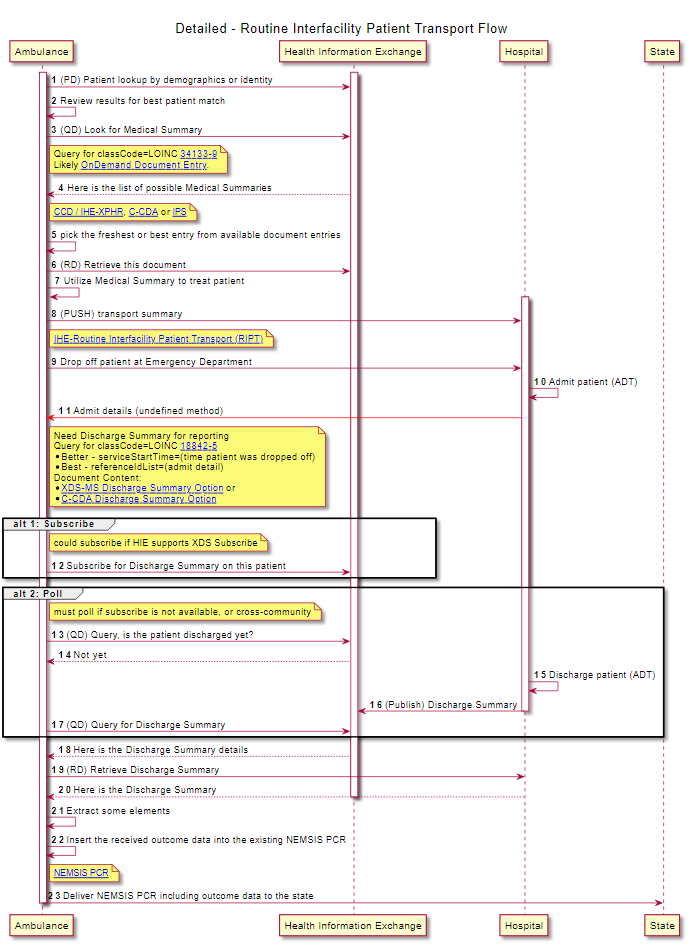 Detailed - Routine Interfacility Patient Transport Flow
Ambulance
Health Information Exchange
Hospital
State
1 (PD) Patient lookup by demographics or identity
2 Review results for best patient match
3 (QD) Look for Medical Summary
Query for classCode=LOINC 34133-9
Likely OnDemand Document Entry.
4 Here is the list of possible Medical Summaries
CCD / IHE-XPHR, C-CDA or IPS
5 pick the freshest or best entry from available document entries
6 (RD) Retrieve this document
7 Utilize Medical Summary to treat patient
8 (PUSH) transport summary
IHE-Routine Interfacility Patient Transport (RIPT)
9 Drop off patient at Emergency Department
10 Admit patient (ADT)
11 Admit details (undefined method)
Need Discharge Summary for reporting
Query for classCode=LOINC 18842-5
• Better - serviceStartTime=(time patient was dropped off)
• Best - referenceIdList=(admit detail)
Document Content:
• XDS-MS Discharge Summary Option or
• C-CDA Discharge Summary Option
alt 1: Subscribe
could subscribe if HIE supports XDS Subscribe
12 Subscribe for Discharge Summary on this patient
alt 2: Poll
must poll if subscribe is not available, or cross-community
13 (QD) Query, is the patient discharged yet?
14 Not yet
15 Discharge patient (ADT)
16 (Publish) Discharge Summary
17 (QD) Query for Discharge Summary
18 Here is the Discharge Summary details
19 (RD) Retrieve Discharge Summary
20 Here is the Discharge Summary
21 Extract some elements
22 Insert the received outcome data into the existing NEMSIS PCR
NEMSIS PCR
23 Deliver NEMSIS PCR including outcome data to the state
Ambulance
Health Information Exchange
Hospital
State